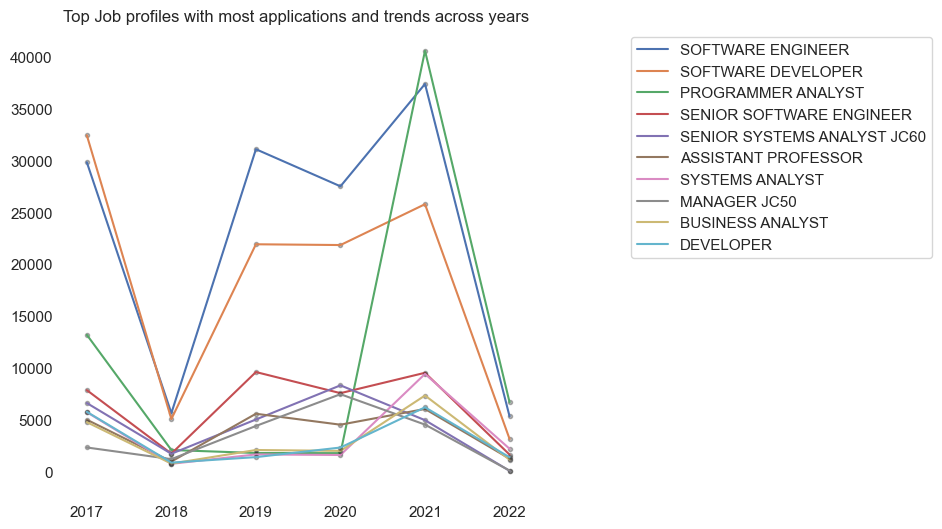 Top Job profiles with most applications and trends across years
40000
35000
30000
25000
20000
15000
10000
5000
0
2017 2018 2019 2020 2021 2022
SOFTWARE ENGINEER
SOFTWARE DEVELOPER
PROGRAMMER ANALYST
SENIOR SOFTWARE ENGINEER
SENIOR SYSTEMS ANALYST JC60
ASSISTANT PROFESSOR
SYSTEMS ANALYST
MANAGER JC50
BUSINESS ANALYST
DEVELOPER